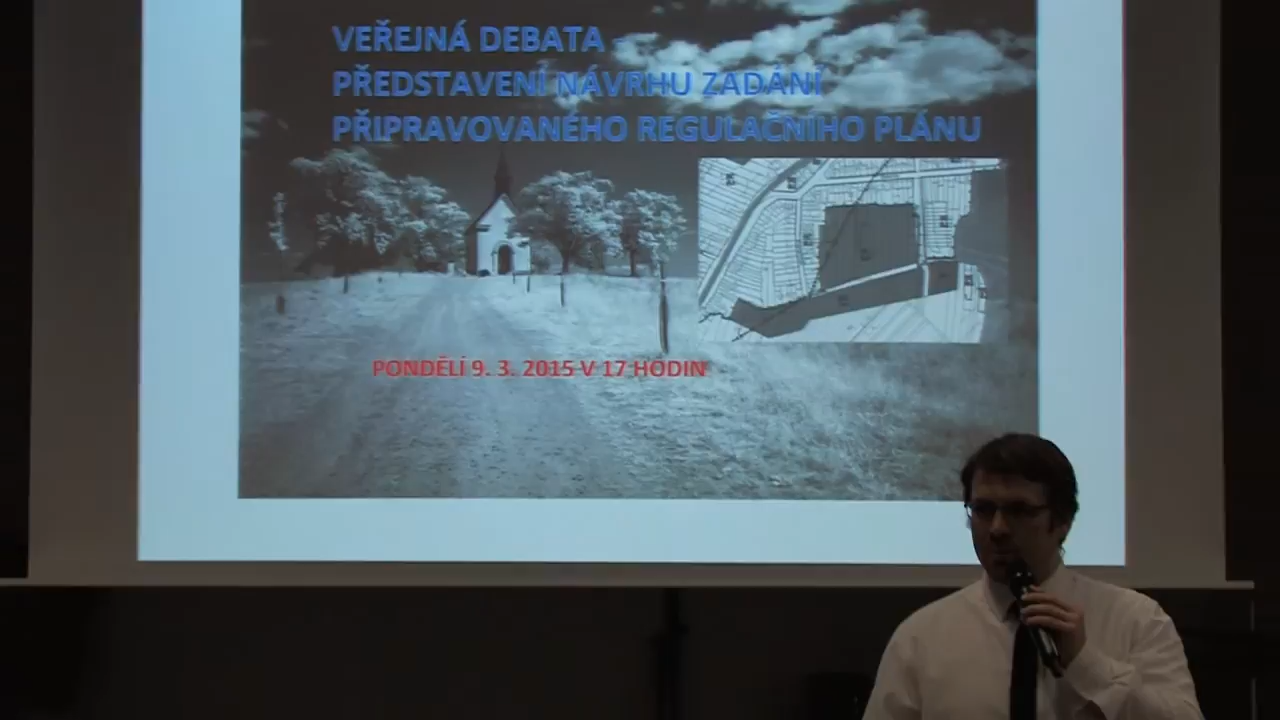 VEŘEJNÁ DEBATA
PŘEDSTAVENÍ NÁVRHU ZADÁNÍ
PŘIPRAVOVANÉHO REGULAČNÍHO PLÁNU
PONDĚLÍ 9. 3. 2015 V 17 HODIN